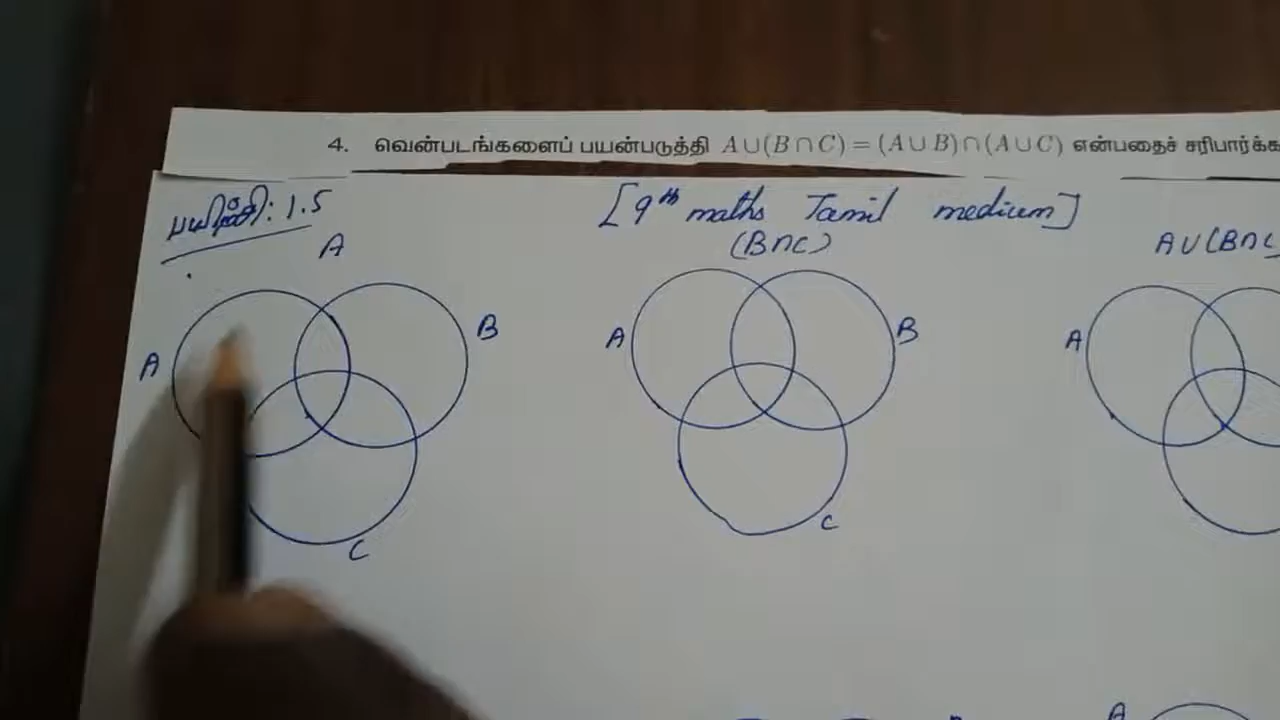 4. வென்படங்களைப் பயன்படுத்தி A∪(B∩C)=(A∪B)∩(A∪C) என்பதைச் சரிபார்க்க
பயிற்சி: 1.5
[9th maths Tamil medium]
A
(B∩C)
A∪(B∩C
A
B
C
A
B
C
A
A